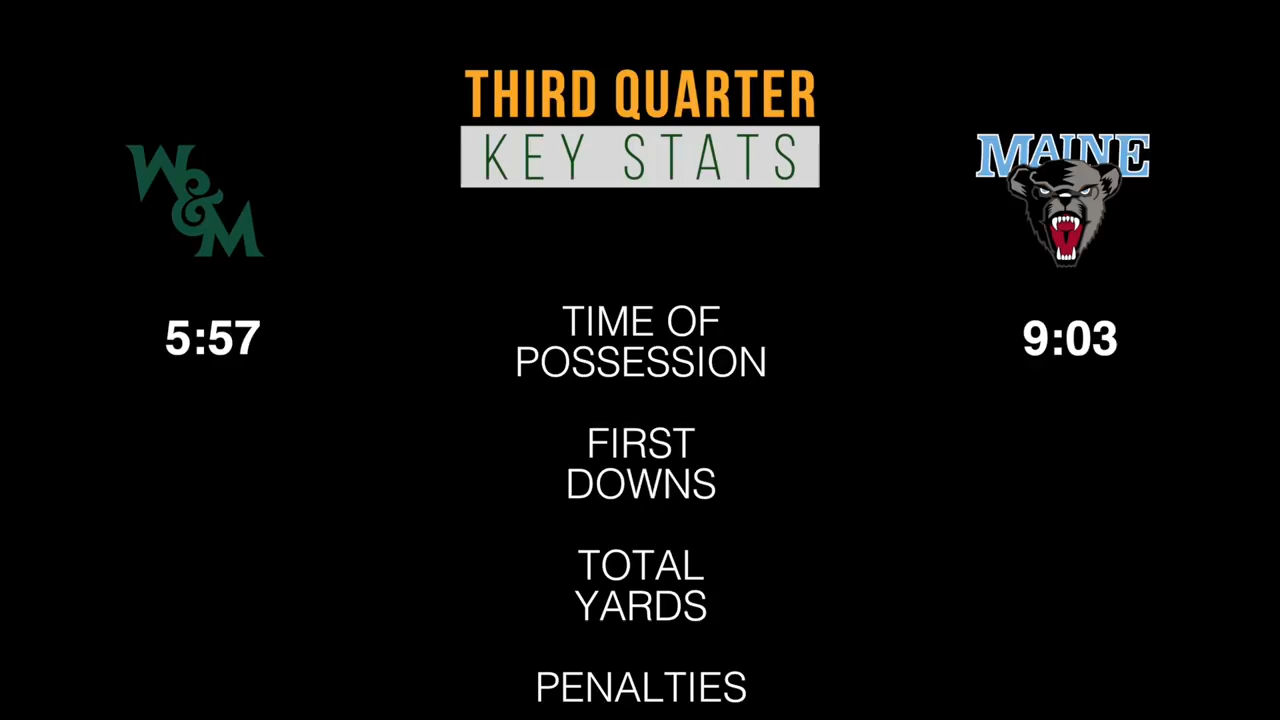 THIRD QUARTER
KEY STATS
W&M
MAINE
5:57
TIME OF
POSSESSION
9:03
FIRST
DOWNS
TOTAL
YARDS
PENALTIES